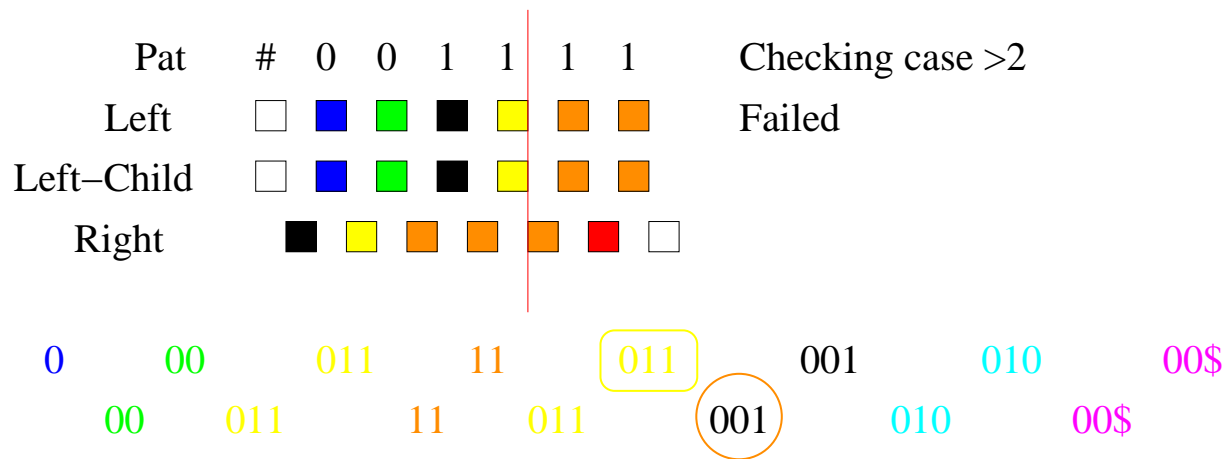 Pat # 0 0 1 1 1 1 Checking case >2
Left Failed
Left−Child
Right
0 00 011 11 011 001 010 00$
00 011 11 011 001 010 00$